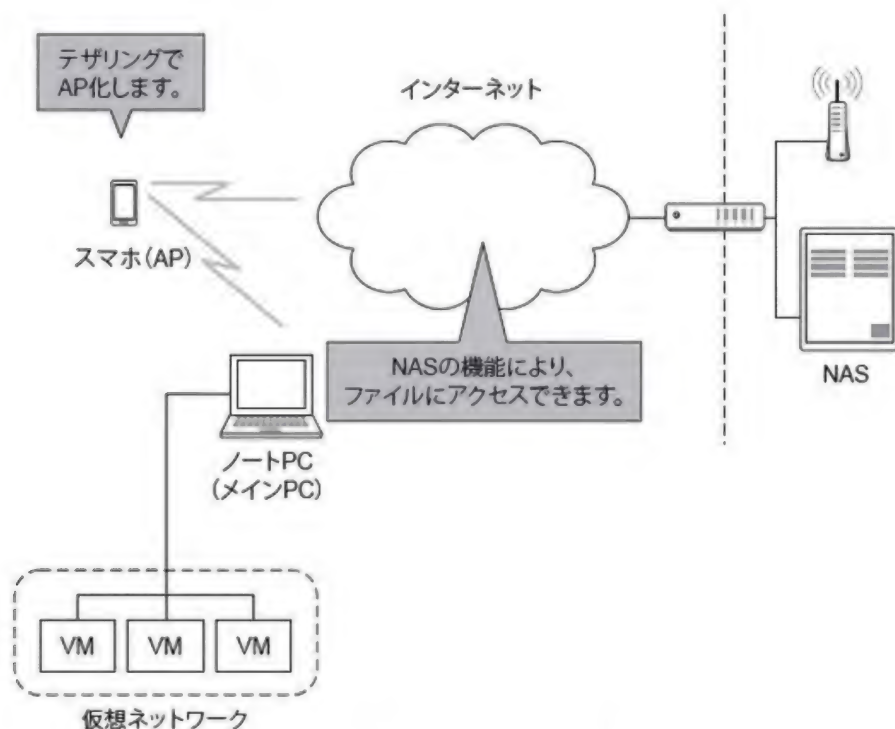 テザリングで
AP化します。
インターネット
スマホ(AP)
NASの機能により、
ファイルにアクセスできます。
NAS
ノートPC
(メインPC)
VM
VM
VM
仮想ネットワーク